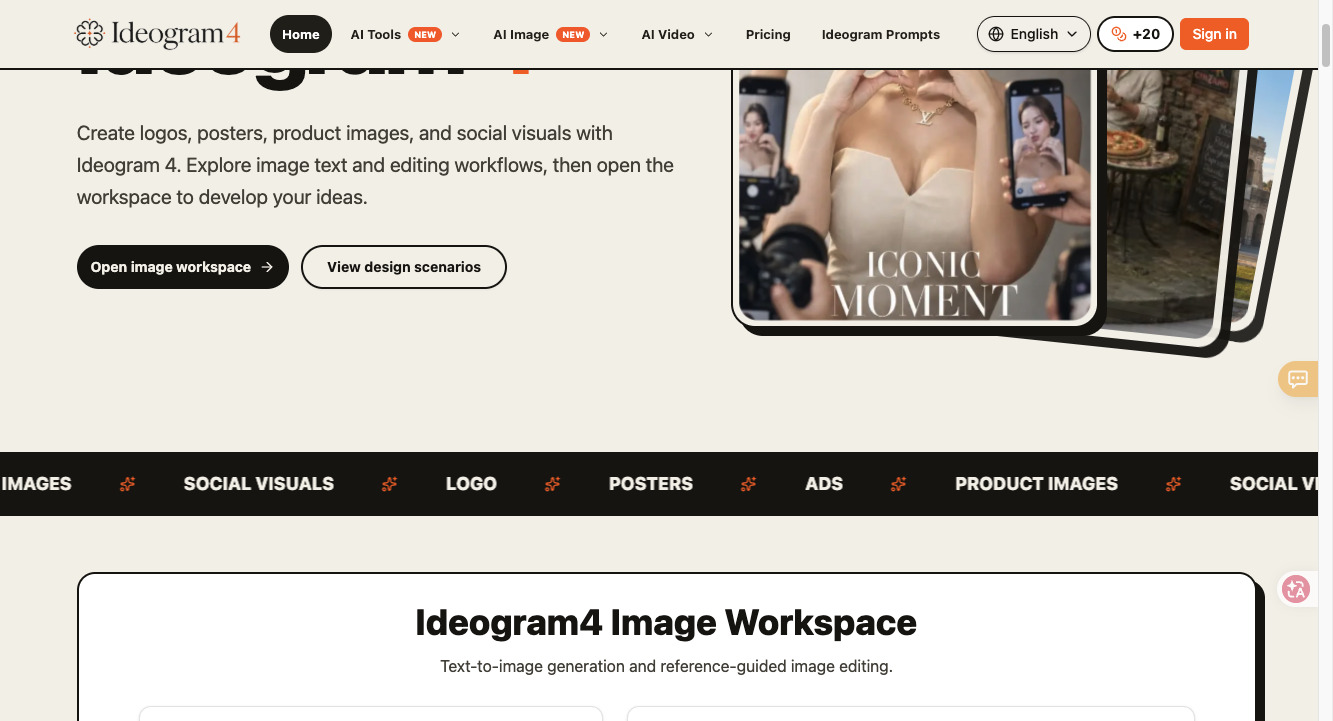 Ideogram4
Home
AI Tools NEW
AI Image NEW
AI Video
Pricing
Ideogram Prompts
English
+20
Sign in
Create logos, posters, product images, and social visuals with
Ideogram 4. Explore image text and editing workflows, then open the
workspace to develop your ideas.
Open image workspace
View design scenarios
ICONIC
MOMENT
IMAGES SOCIAL VISUALS LOGO POSTERS ADS PRODUCT IMAGES SOCIAL
Ideogram4 Image Workspace
Text-to-image generation and reference-guided image editing.